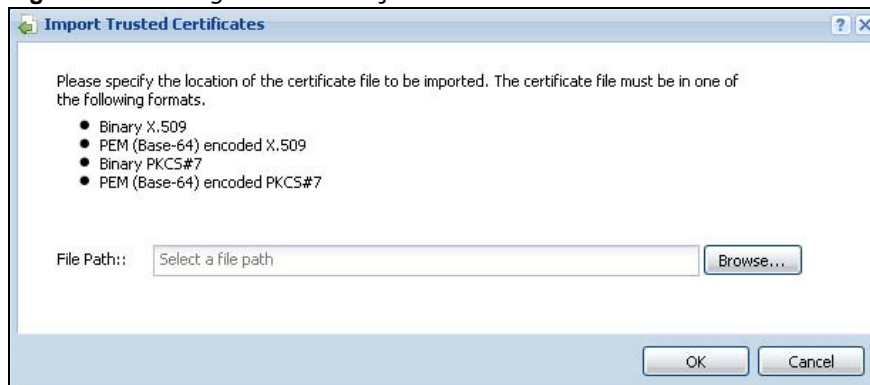 Import Trusted Certificates
Please specify the location of the certificate file to be imported. The certificate file must be in one of
the following formats.
● Binary X.509
● PEM (Base-64) encoded X.509
● Binary PKCS#7
● PEM (Base-64) encoded PKCS#7
File Path:: Select a file path Browse...
OK Cancel